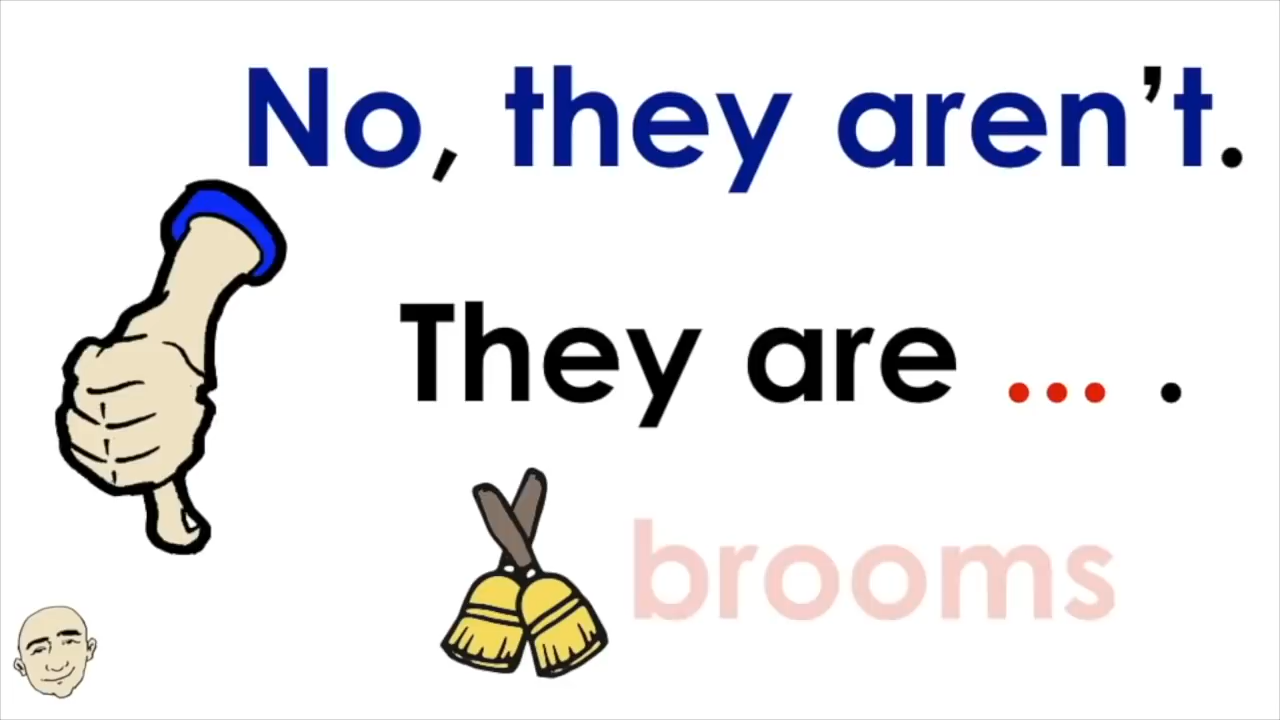 No, they aren’t.
They are ... .
brooms